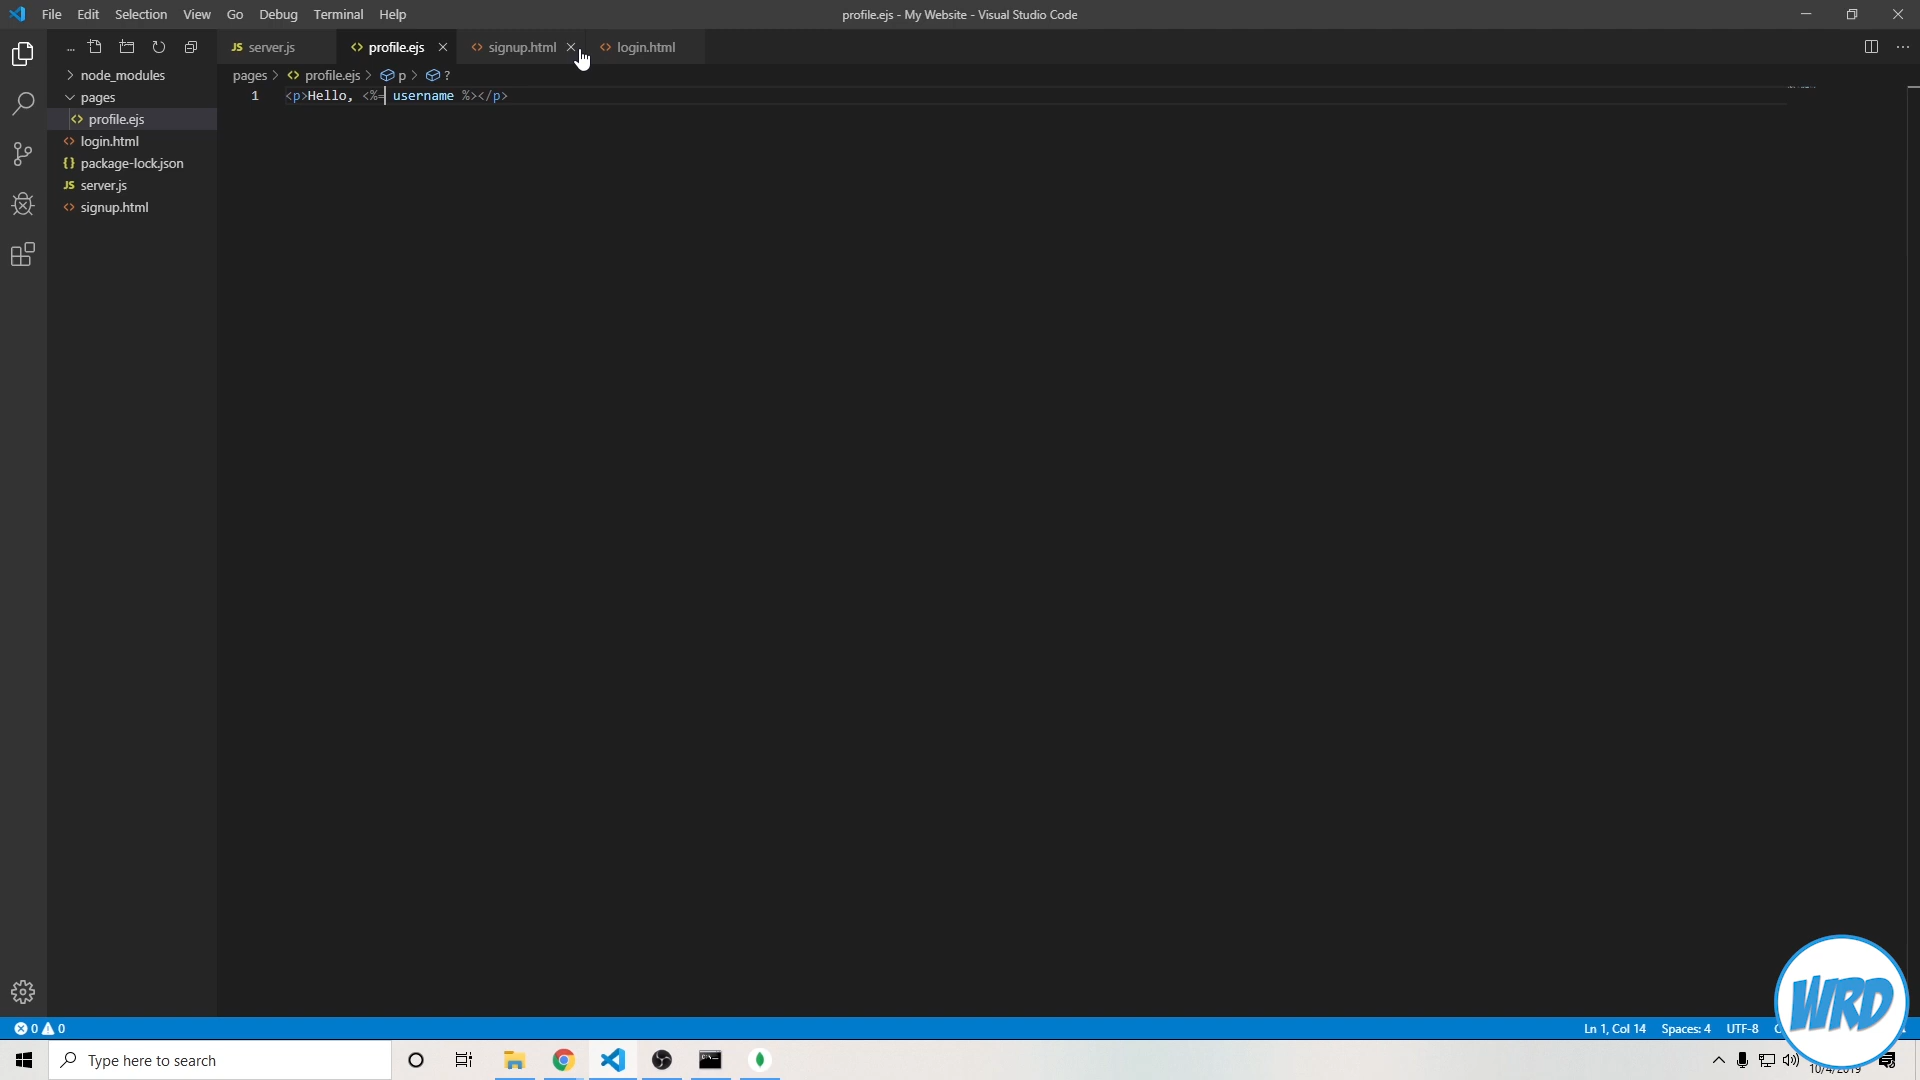 File Edit Selection View Go Debug Terminal Help
profile.ejs - My Website - Visual Studio Code
... 
JS server.js
profile.ejs
signup.html
login.html
node_modules
pages
profile.ejs
login.html
{} package-lock.json
JS server.js
signup.html
pages > profile.ejs > p > ?
1 <p>Hello, <%= username %></p>
0 0
Ln 1, Col 14 Spaces: 4 UTF-8
WRD
Type here to search